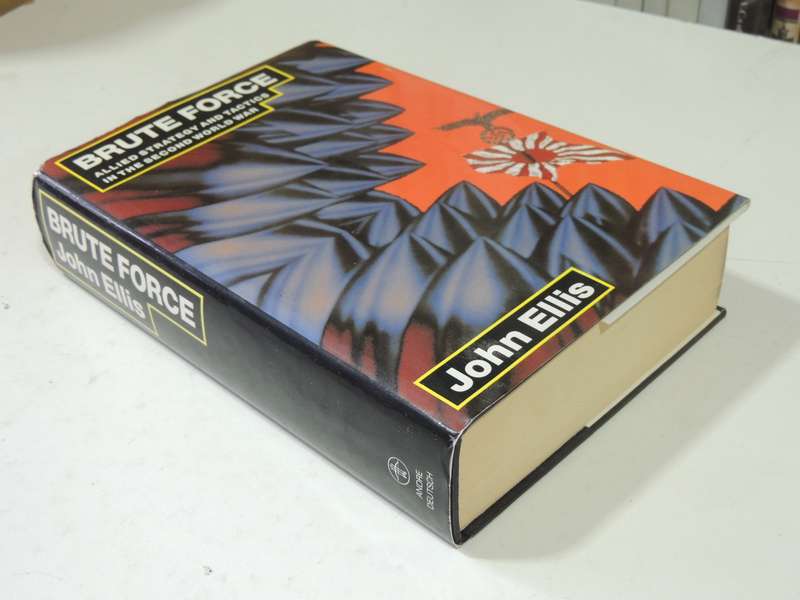 BRUTE FORCE
ALLIED STRATEGY AND TACTICS
IN THE SECOND WORLD WAR
John Ellis
BRUTE FORCE
John Ellis
ANDRE
DEUTSCH